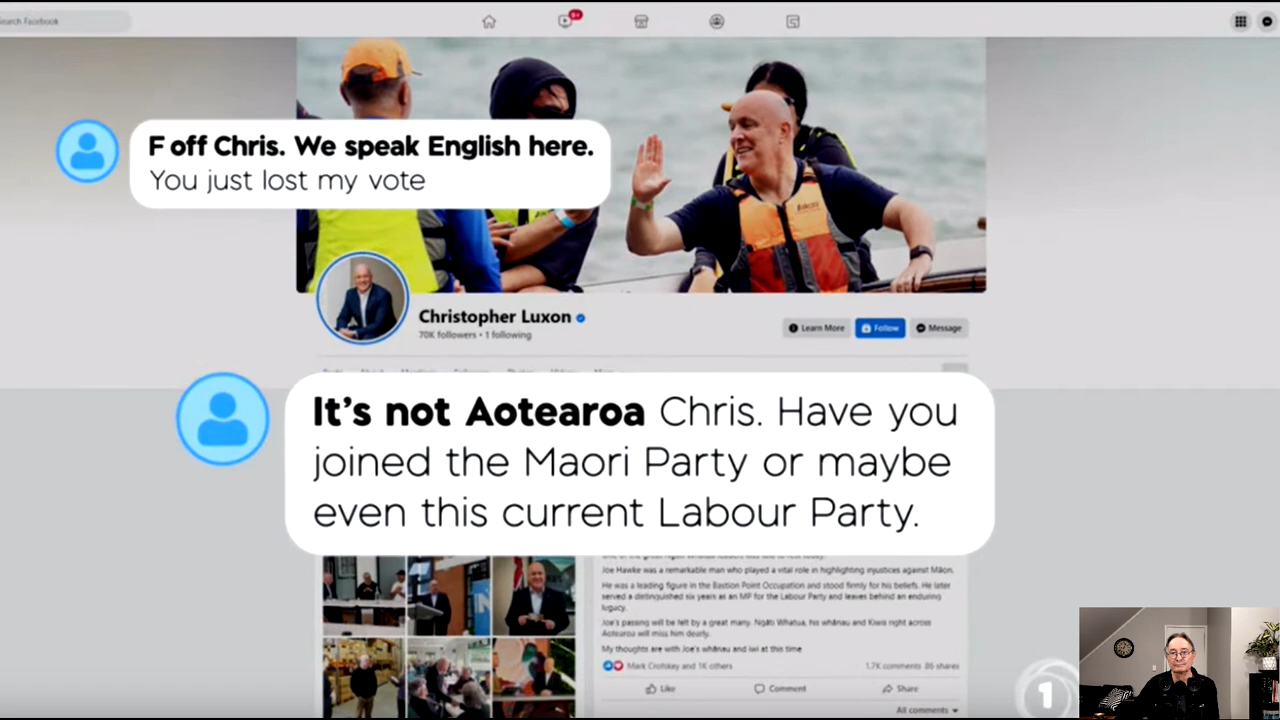 Search Facebook
9+
F off Chris. We speak English here.
You just lost my vote
Christopher Luxon
70K followers • 1 following
Learn More
Follow
Message
It's not Aotearoa Chris. Have you
joined the Maori Party or maybe
even this current Labour Party.
Joe Hawke was a remarkable man who played a vital role in highlighting injustices against Māori.
He was a leading figure in the Bastion Point Occupation and stood firmly for his beliefs. He later
served a distinguished six years as an MP for the Labour Party and leaves behind an enduring
legacy.
Joe's passing will be felt by a great many. Ngāti Whatua, his whānau and Kiwis right across
Aotearoa will miss him dearly.
My thoughts are with Joe's whānau and iwi at this time
Mark Crotskey and 1K others
1.7K comments 86 shares
Like
Comment
Share
All comments
1